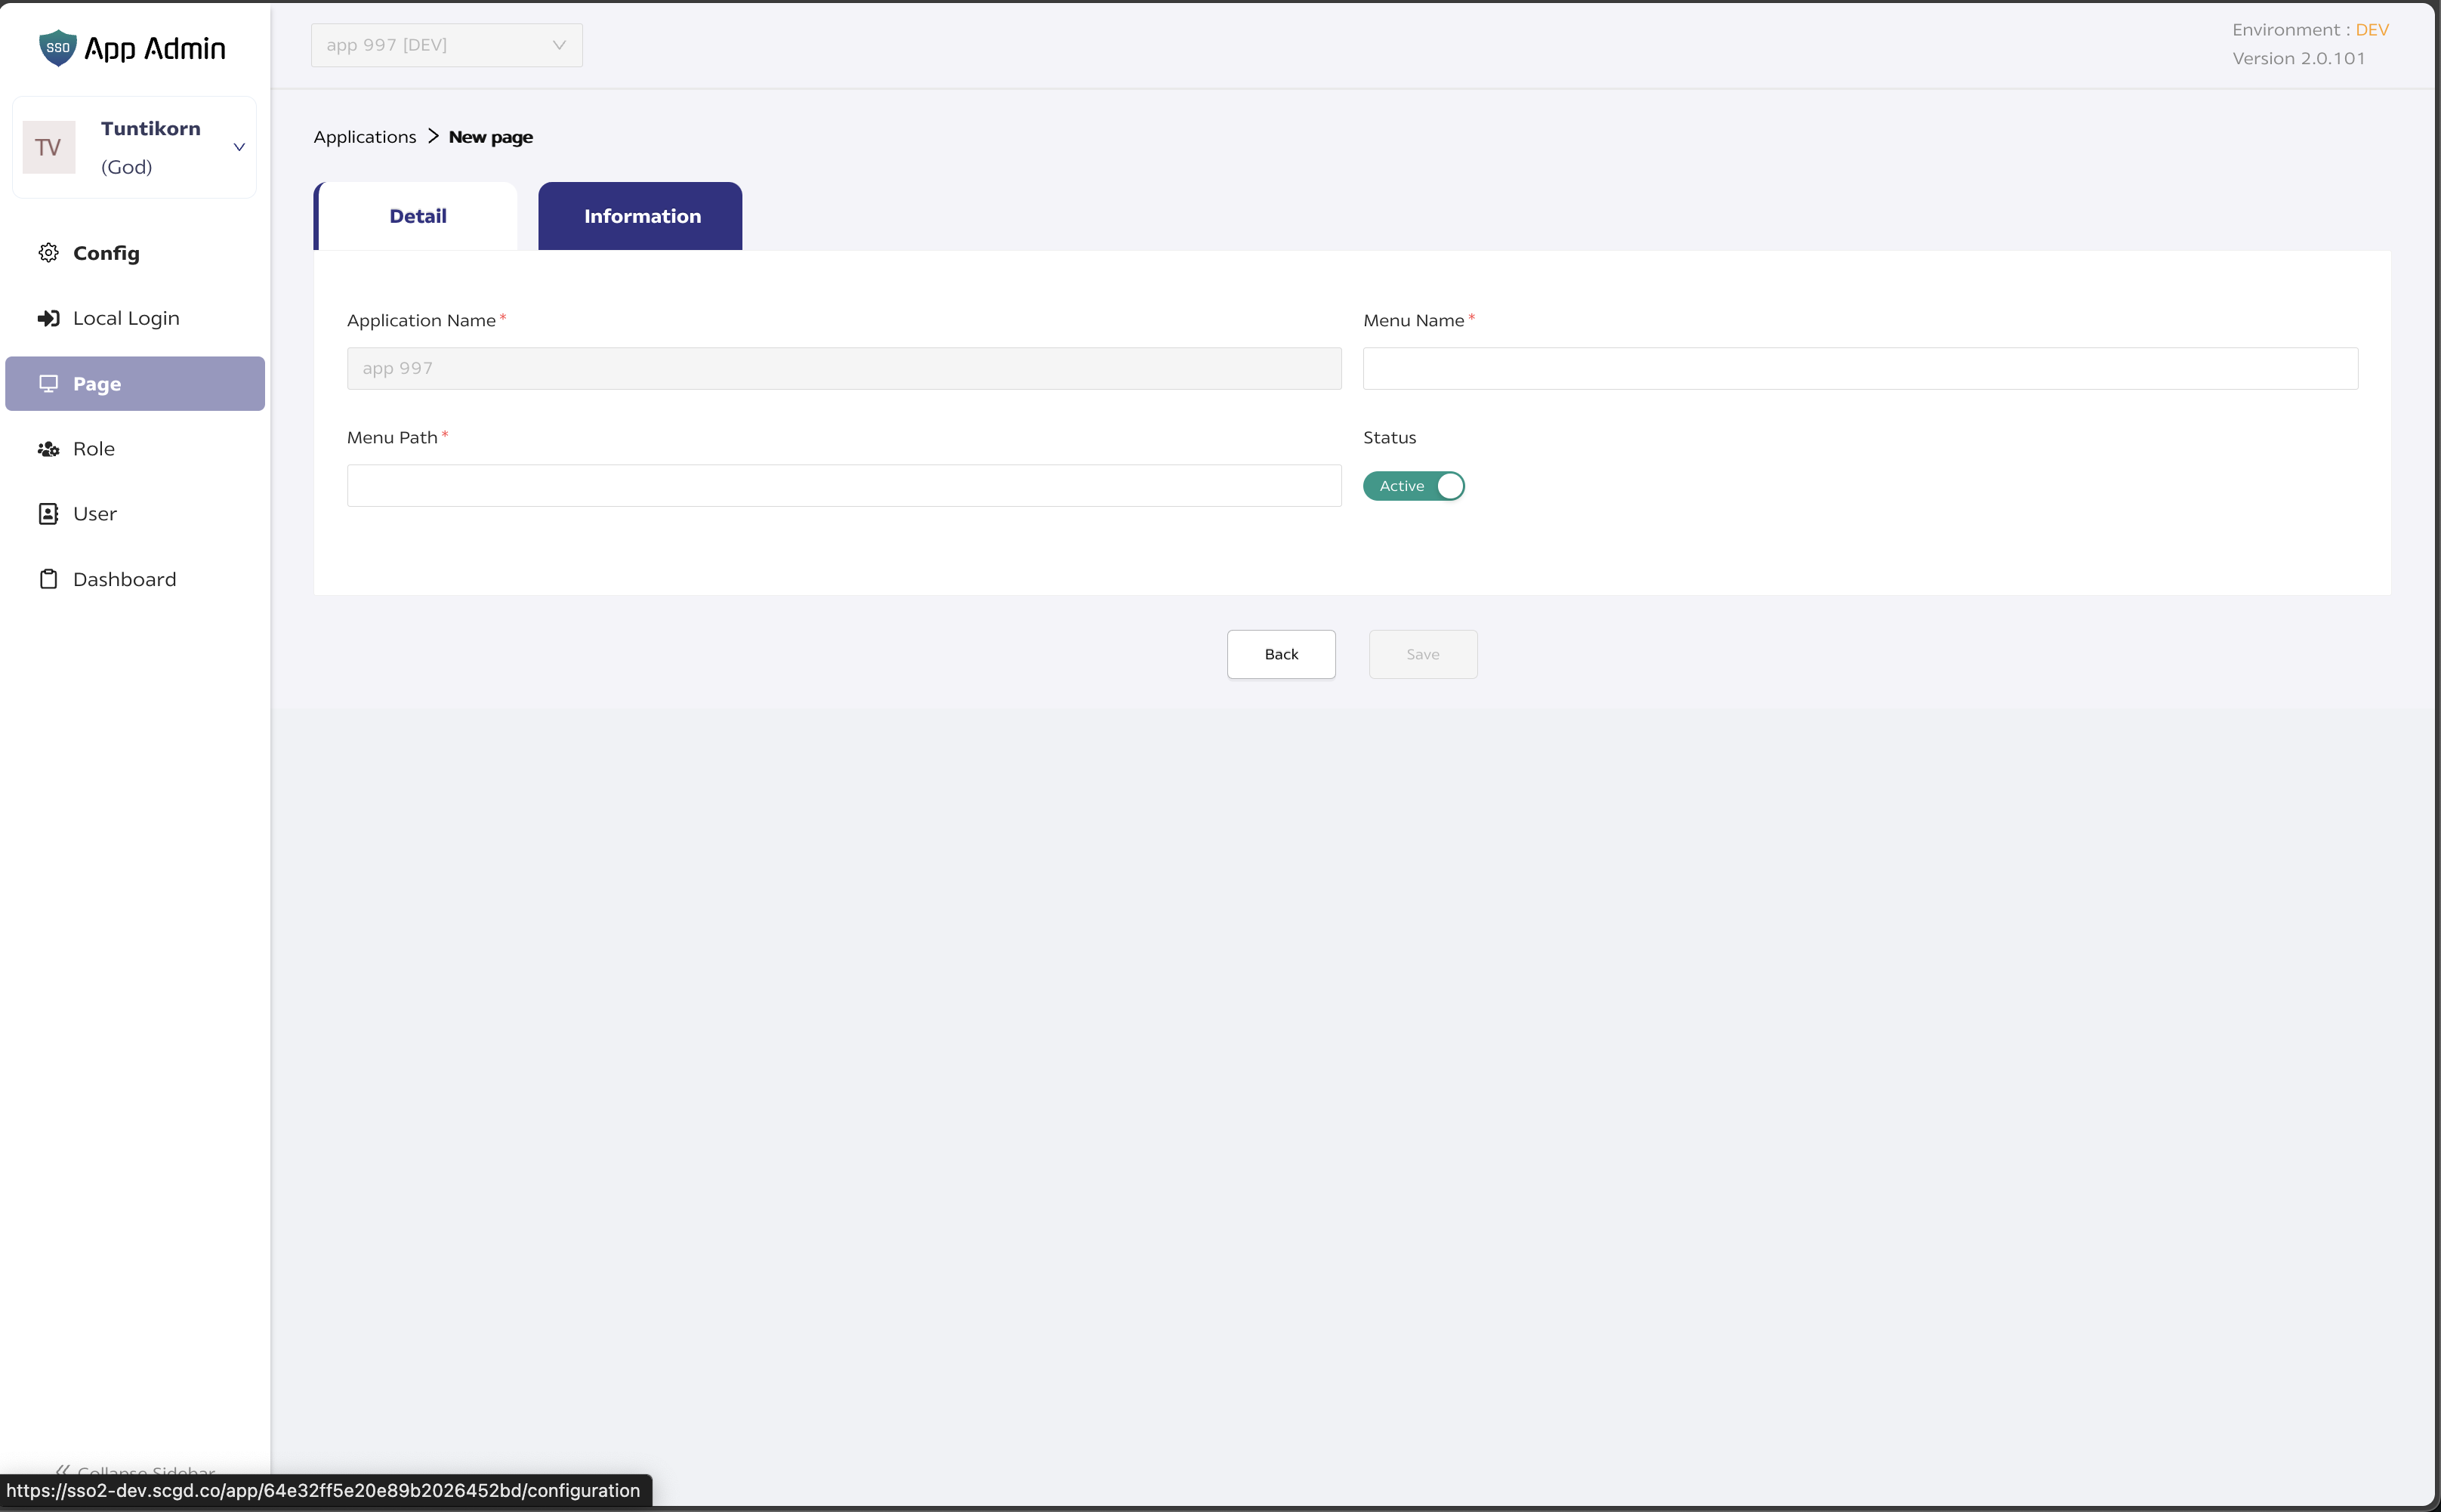 SSO App Admin
app 997 [DEV]
Environment : DEV
Version 2.0.101
TV
Tuntikorn
(God)
Config
Local Login
Page
Role
User
Dashboard
Applications > New page
Detail
Information
Application Name*
Menu Name*
app 997
Menu Path*
Status
Active
Back
Save
Collapse Sidebar
https://sso2-dev.scgd.co/app/64e32ff5e20e89b2026452bd/configuration